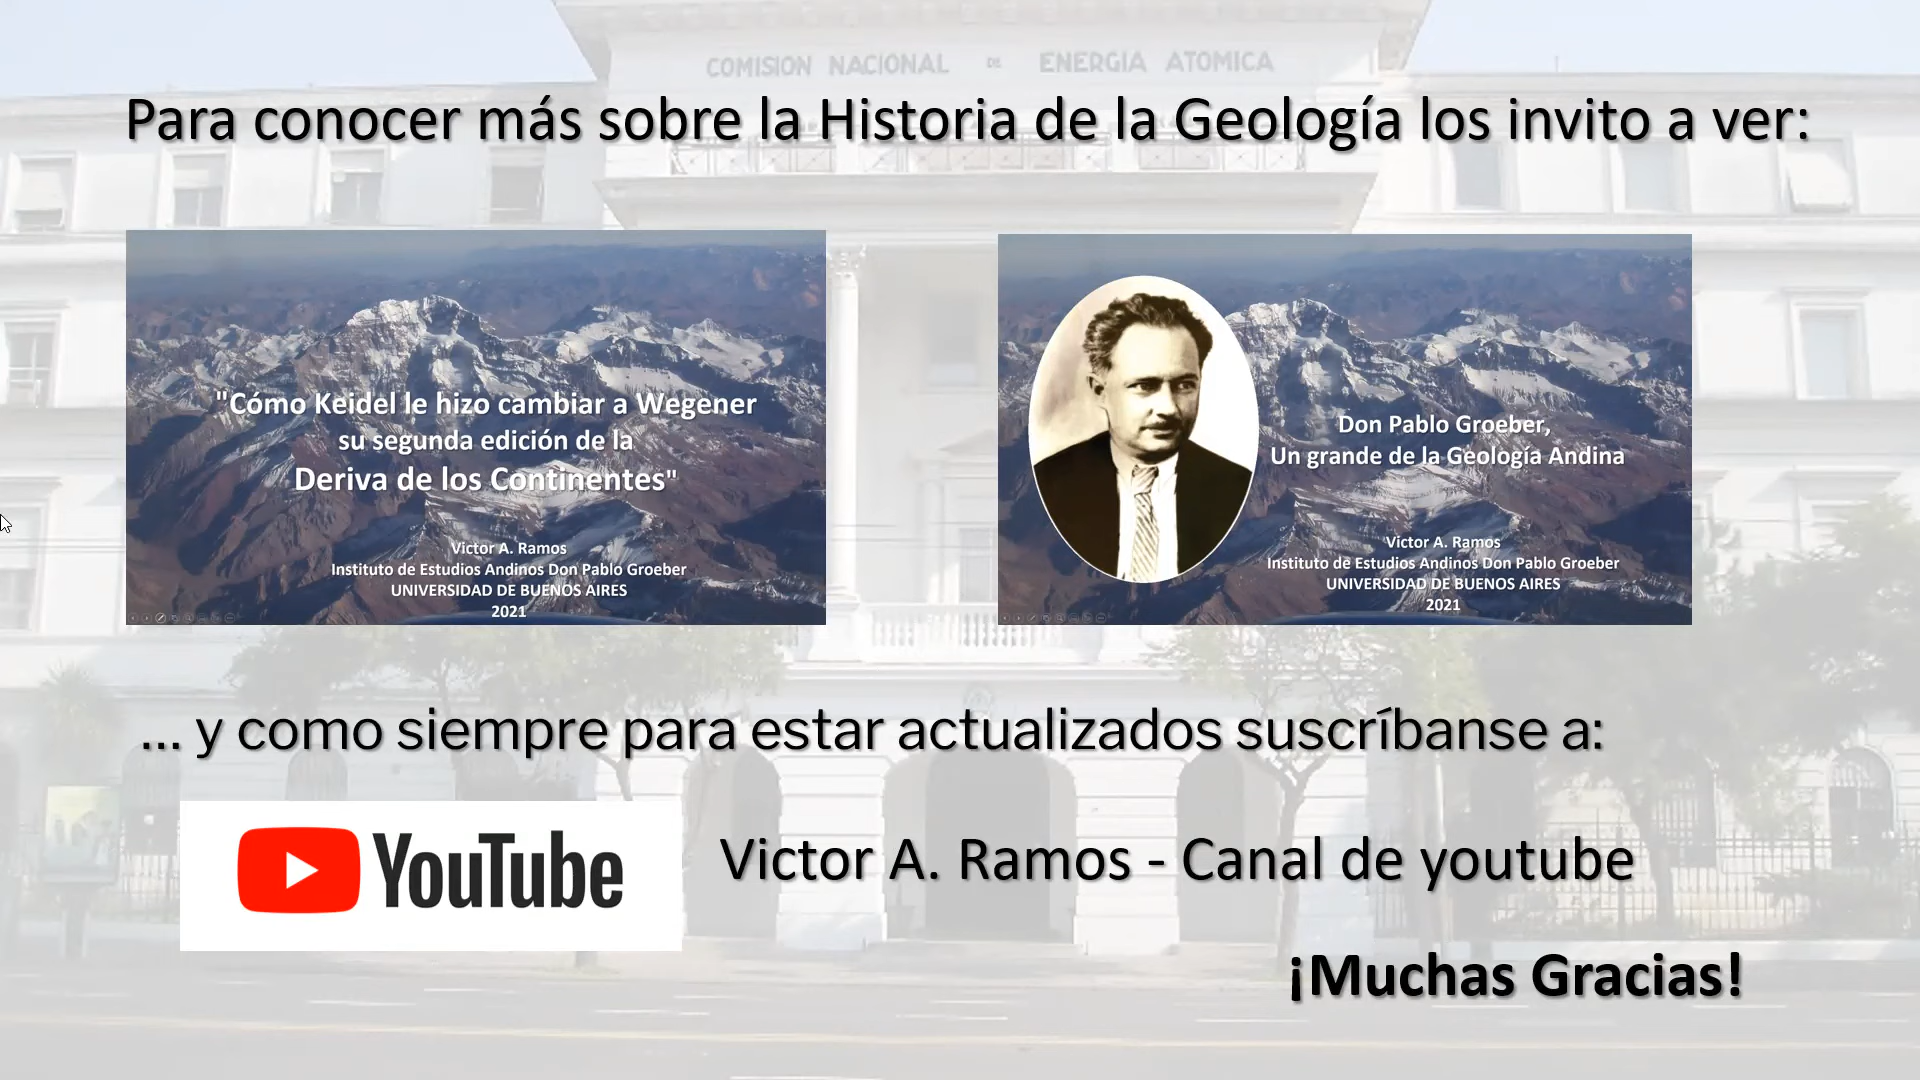 COMISION NACIONAL DE ENERGIA ATOMICA
Para conocer más sobre la Historia de la Geología los invito a ver:
"Cómo Keidel le hizo cambiar a Wegener
su segunda edición de la
Deriva de los Continentes"
Victor A. Ramos
Instituto de Estudios Andinos Don Pablo Groeber
UNIVERSIDAD DE BUENOS AIRES
2021
Don Pablo Groeber,
Un grande de la Geología Andina
Victor A. Ramos
Instituto de Estudios Andinos Don Pablo Groeber
UNIVERSIDAD DE BUENOS AIRES
2021
... y como siempre para estar actualizados suscríbanse a:
YouTube
Victor A. Ramos - Canal de youtube
¡Muchas Gracias!